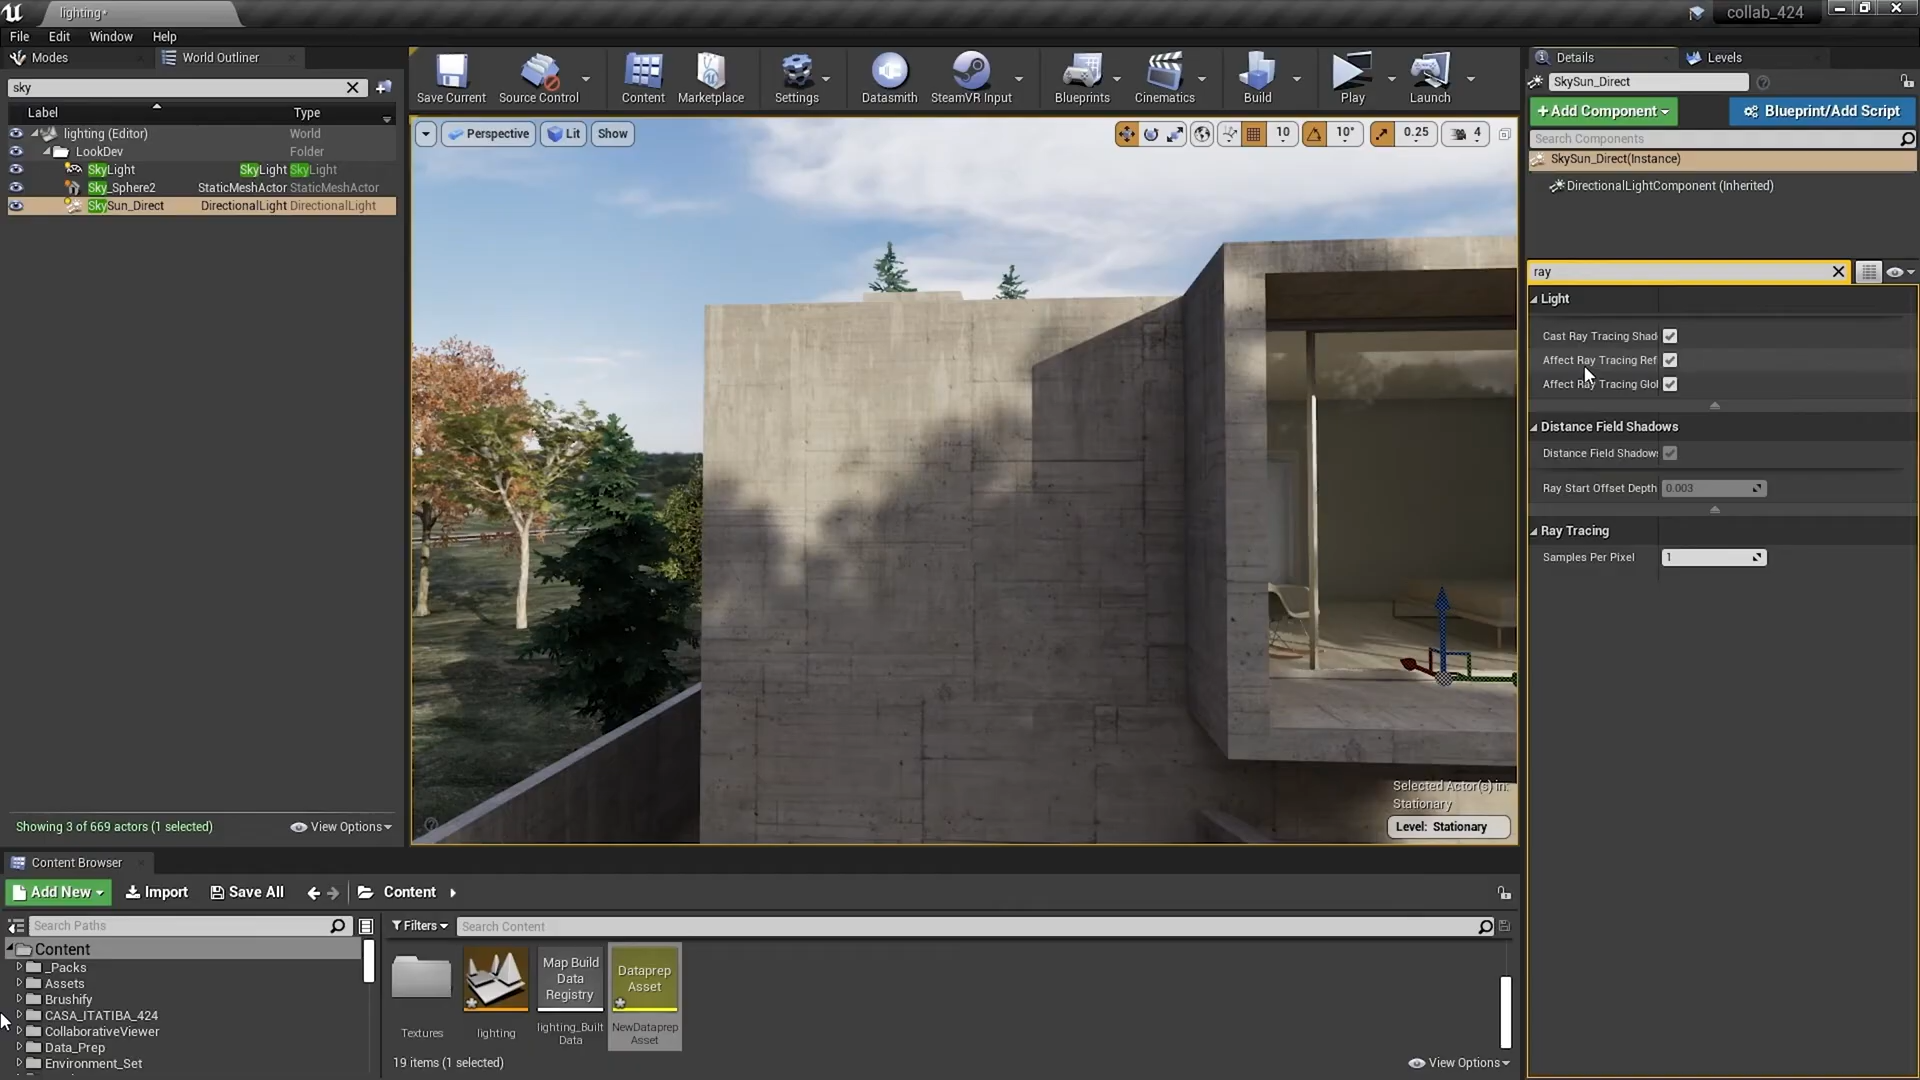 lighting*
collab_424
File Edit Window Help
Modes
World Outliner
sky
Label Type
lighting (Editor) World
LookDev Folder
SkyLight SkyLight SkyLight
Sky_Sphere2 StaticMeshActor StaticMeshActor
SkySun_Direct DirectionalLight DirectionalLight
Showing 3 of 669 actors (1 selected)
View Options
Save Current
Source Control
Content
Marketplace
Settings
Datasmith
SteamVR Input
Blueprints
Cinematics
Build
Play
Launch
Perspective
Lit
Show
10
10°
0.25
4
Selected Actor(s) in:
Stationary
Level: Stationary
Details
Levels
SkySun_Direct
+Add Component
Blueprint/Add Script
Search Components
SkySun_Direct(Instance)
DirectionalLightComponent (Inherited)
ray
Light
Cast Ray Tracing Shad
Affect Ray Tracing Ref
Affect Ray Tracing Glol
Distance Field Shadows
Distance Field Shadows
Ray Start Offset Depth 0.003
Ray Tracing
Samples Per Pixel 1
Content Browser
Add New
Import
Save All
Content
Search Paths
Content
_Packs
Assets
Brushify
CASA_ITATIBA_424
CollaborativeViewer
Data_Prep
Environment_Set
Filters
Search Content
Textures
lighting
Map Build
Data
Registry
lighting_Built
Data
Dataprep
Asset
NewDataprep
Asset
19 items (1 selected)
View Options